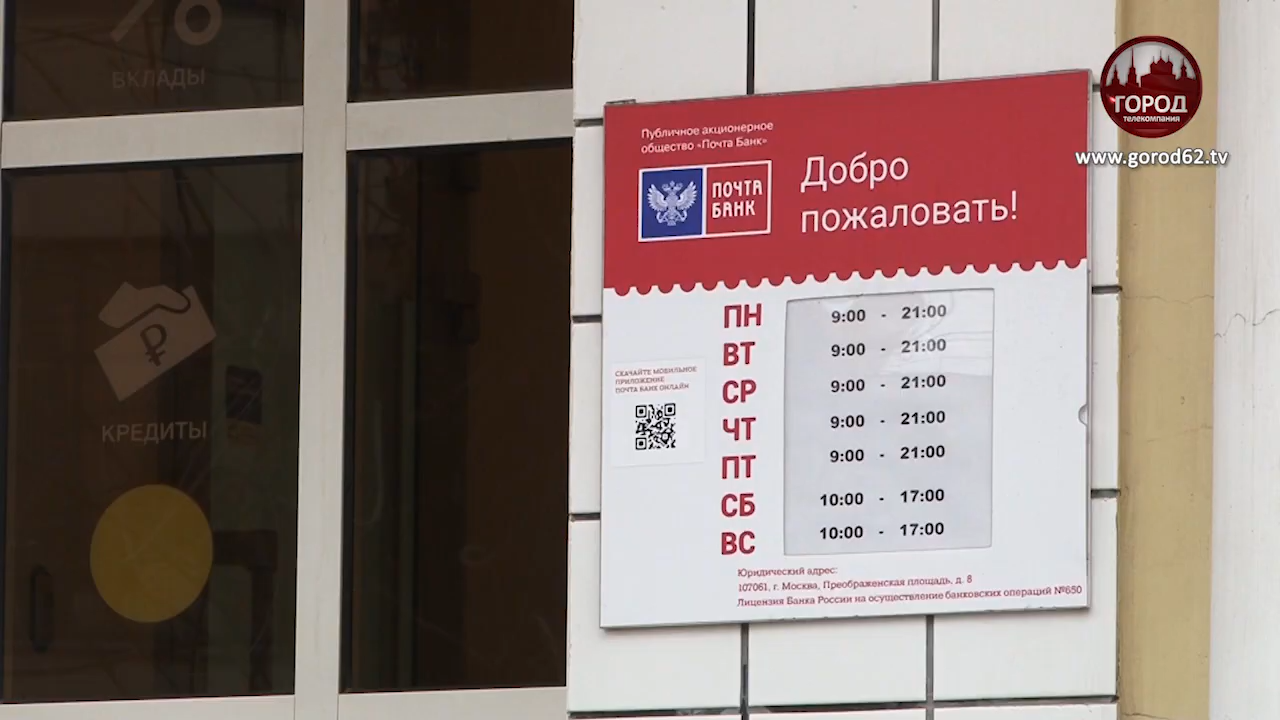 ВКЛАДЫ
КРЕДИТЫ
Публичное акционерное
общество «Почта Банк»
ПОЧТА
БАНК
Добро
пожаловать!
ПН 9:00 - 21:00
ВТ 9:00 - 21:00
СР 9:00 - 21:00
ЧТ 9:00 - 21:00
ПТ 9:00 - 21:00
СБ 10:00 - 17:00
ВС 10:00 - 17:00
СКАЧАЙТЕ МОБИЛЬНОЕ
ПРИЛОЖЕНИЕ
ПОЧТА БАНК ОНЛАЙН
Юридический адрес:
107061, г. Москва, Преображенская площадь, д. 8
Лицензия Банка России на осуществление банковских операций №650
ГОРОД
телекомпания
www.gorod62.tv